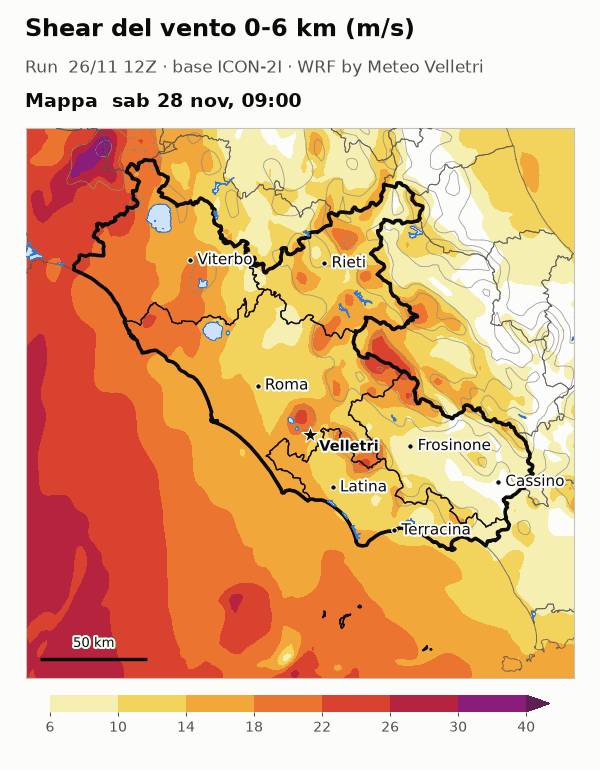 Shear del vento 0-6 km (m/s)
Run  26/11 12Z · base ICON-2I · WRF by Meteo Velletri
Mappa  sab 28 nov, 09:00
Viterbo
Rieti
Roma
Velletri
Frosinone
Cassino
Latina
Terracina
50 km
6 10 14 18 22 26 30 40